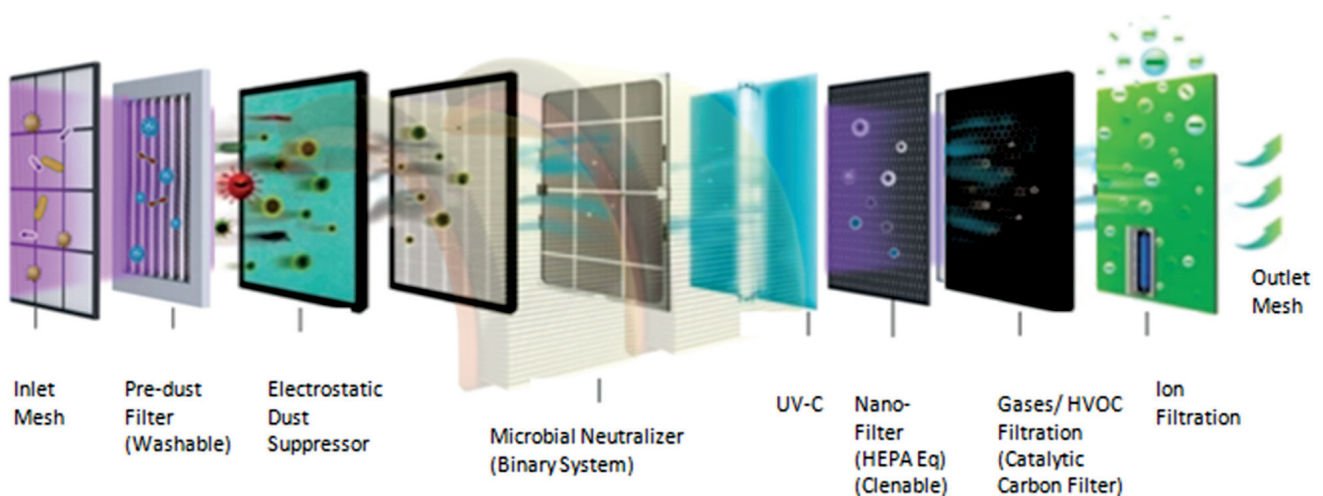 Inlet
Mesh
Pre-dust
Filter
(Washable)
Electrostatic
Dust
Suppressor
Microbial Neutralizer
(Binary System)
UV-C
Nano-
Filter
(HEPA Eq)
(Clenable)
Gases/ HVOC
Filtration
(Catalytic
Carbon Filter)
Ion
Filtration
Outlet
Mesh